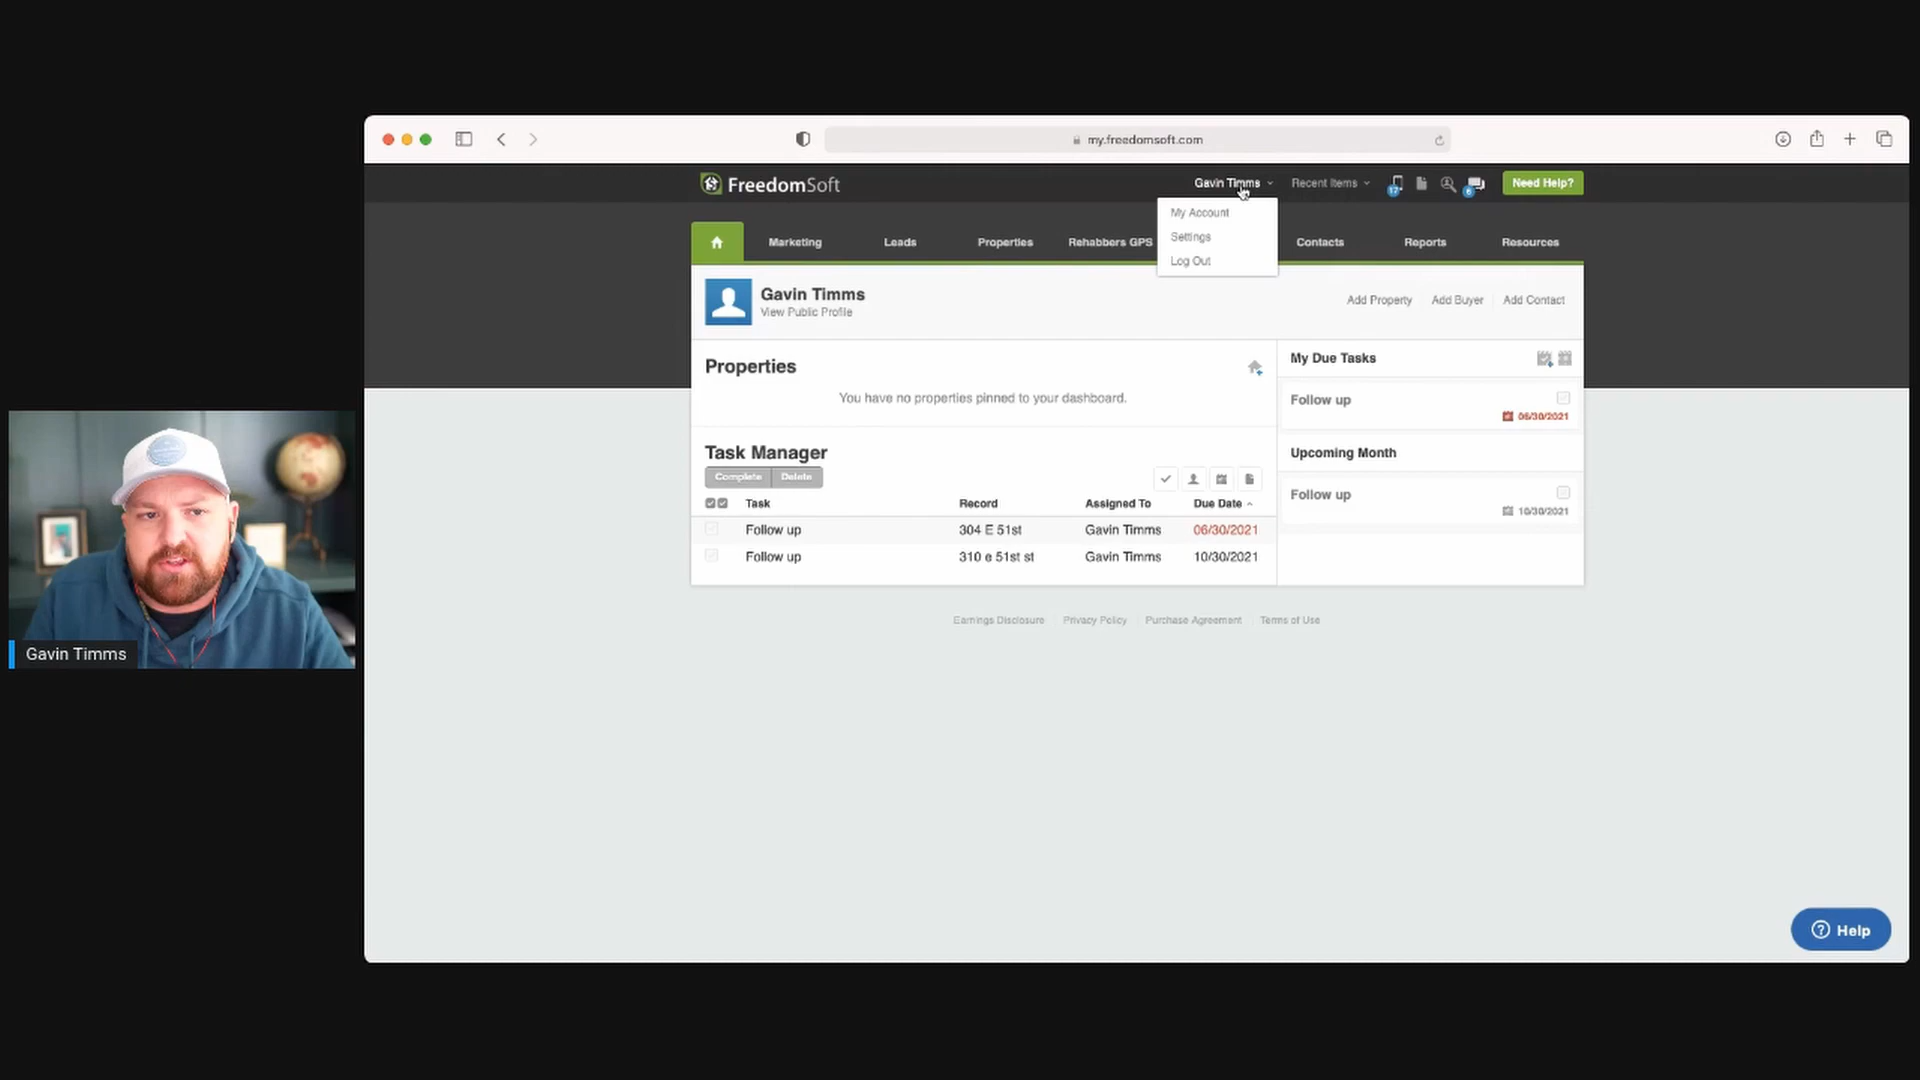 my.freedomsoft.com
FreedomSoft
Gavin Timms
Recent Items
17
6
Need Help?
My Account
Settings
Log Out
Marketing
Leads
Properties
Rehabbers GPS
Contacts
Reports
Resources
Gavin Timms
View Public Profile
Add Property
Add Buyer
Add Contact
Properties
You have no properties pinned to your dashboard.
My Due Tasks
Follow up
06/30/2021
Upcoming Month
Follow up
10/30/2021
Task Manager
Complete
Delete
Task Record Assigned To Due Date
Follow up 304 E 51st Gavin Timms 06/30/2021
Follow up 310 e 51st st Gavin Timms 10/30/2021
Earnings Disclosure
Privacy Policy
Purchase Agreement
Terms of Use
Gavin Timms
Help